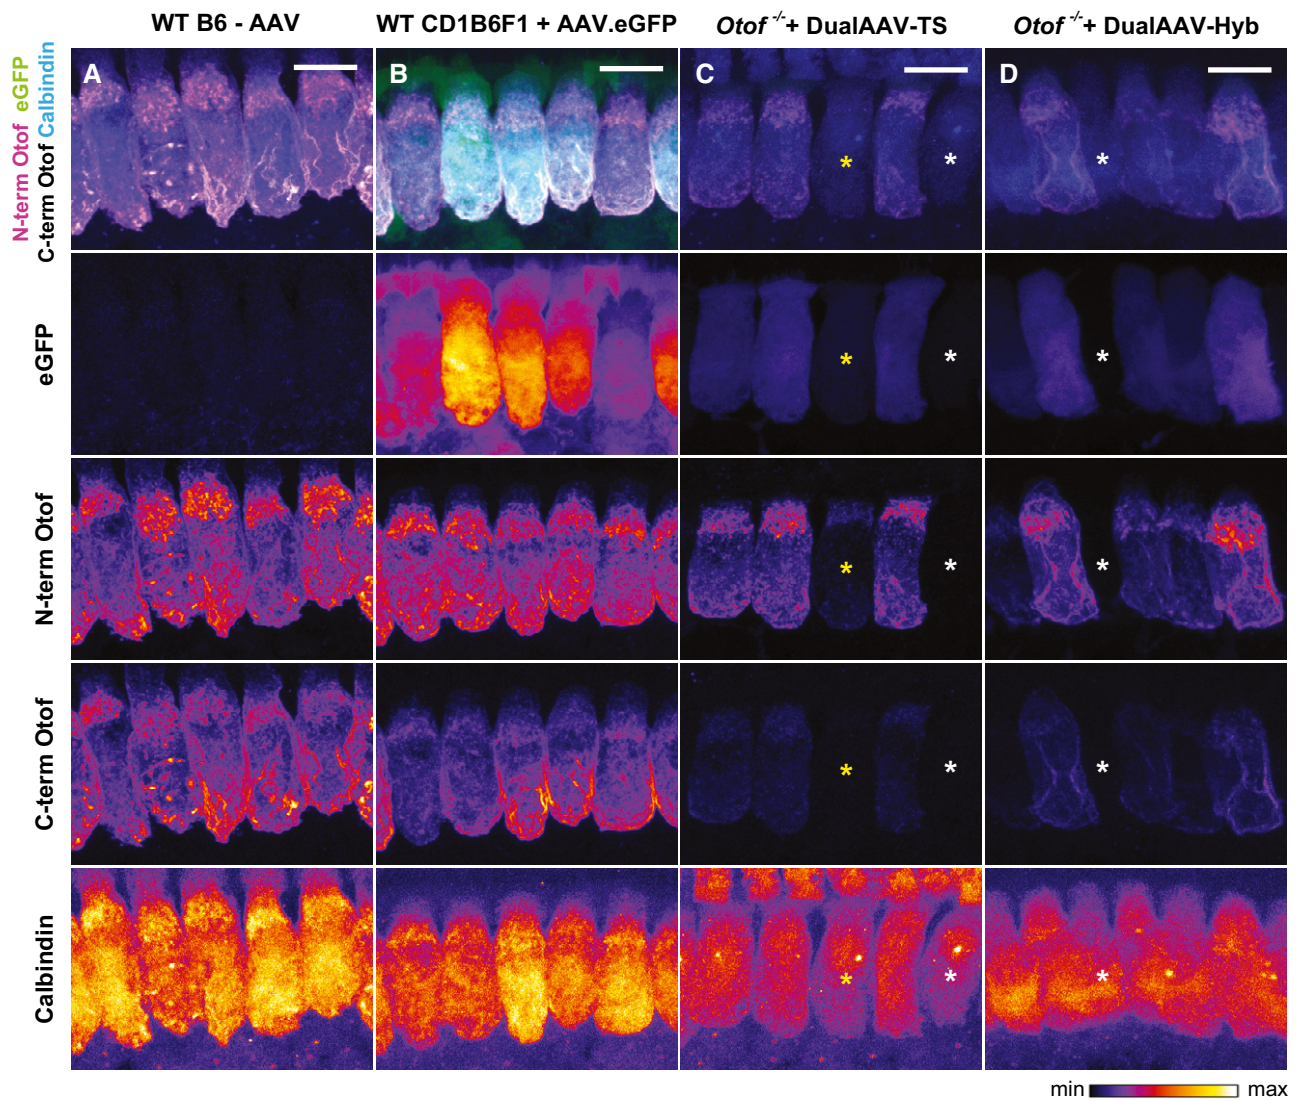 WT B6 - AAV
WT CD1B6F1 + AAV.eGFP
Otof -/- + DualAAV-TS
Otof -/- + DualAAV-Hyb
N-term Otof eGFP
C-term Otof Calbindin
A
B
C
D
*
*
*
eGFP
*
*
*
N-term Otof
*
*
*
C-term Otof
*
*
*
Calbindin
*
*
*
min
max